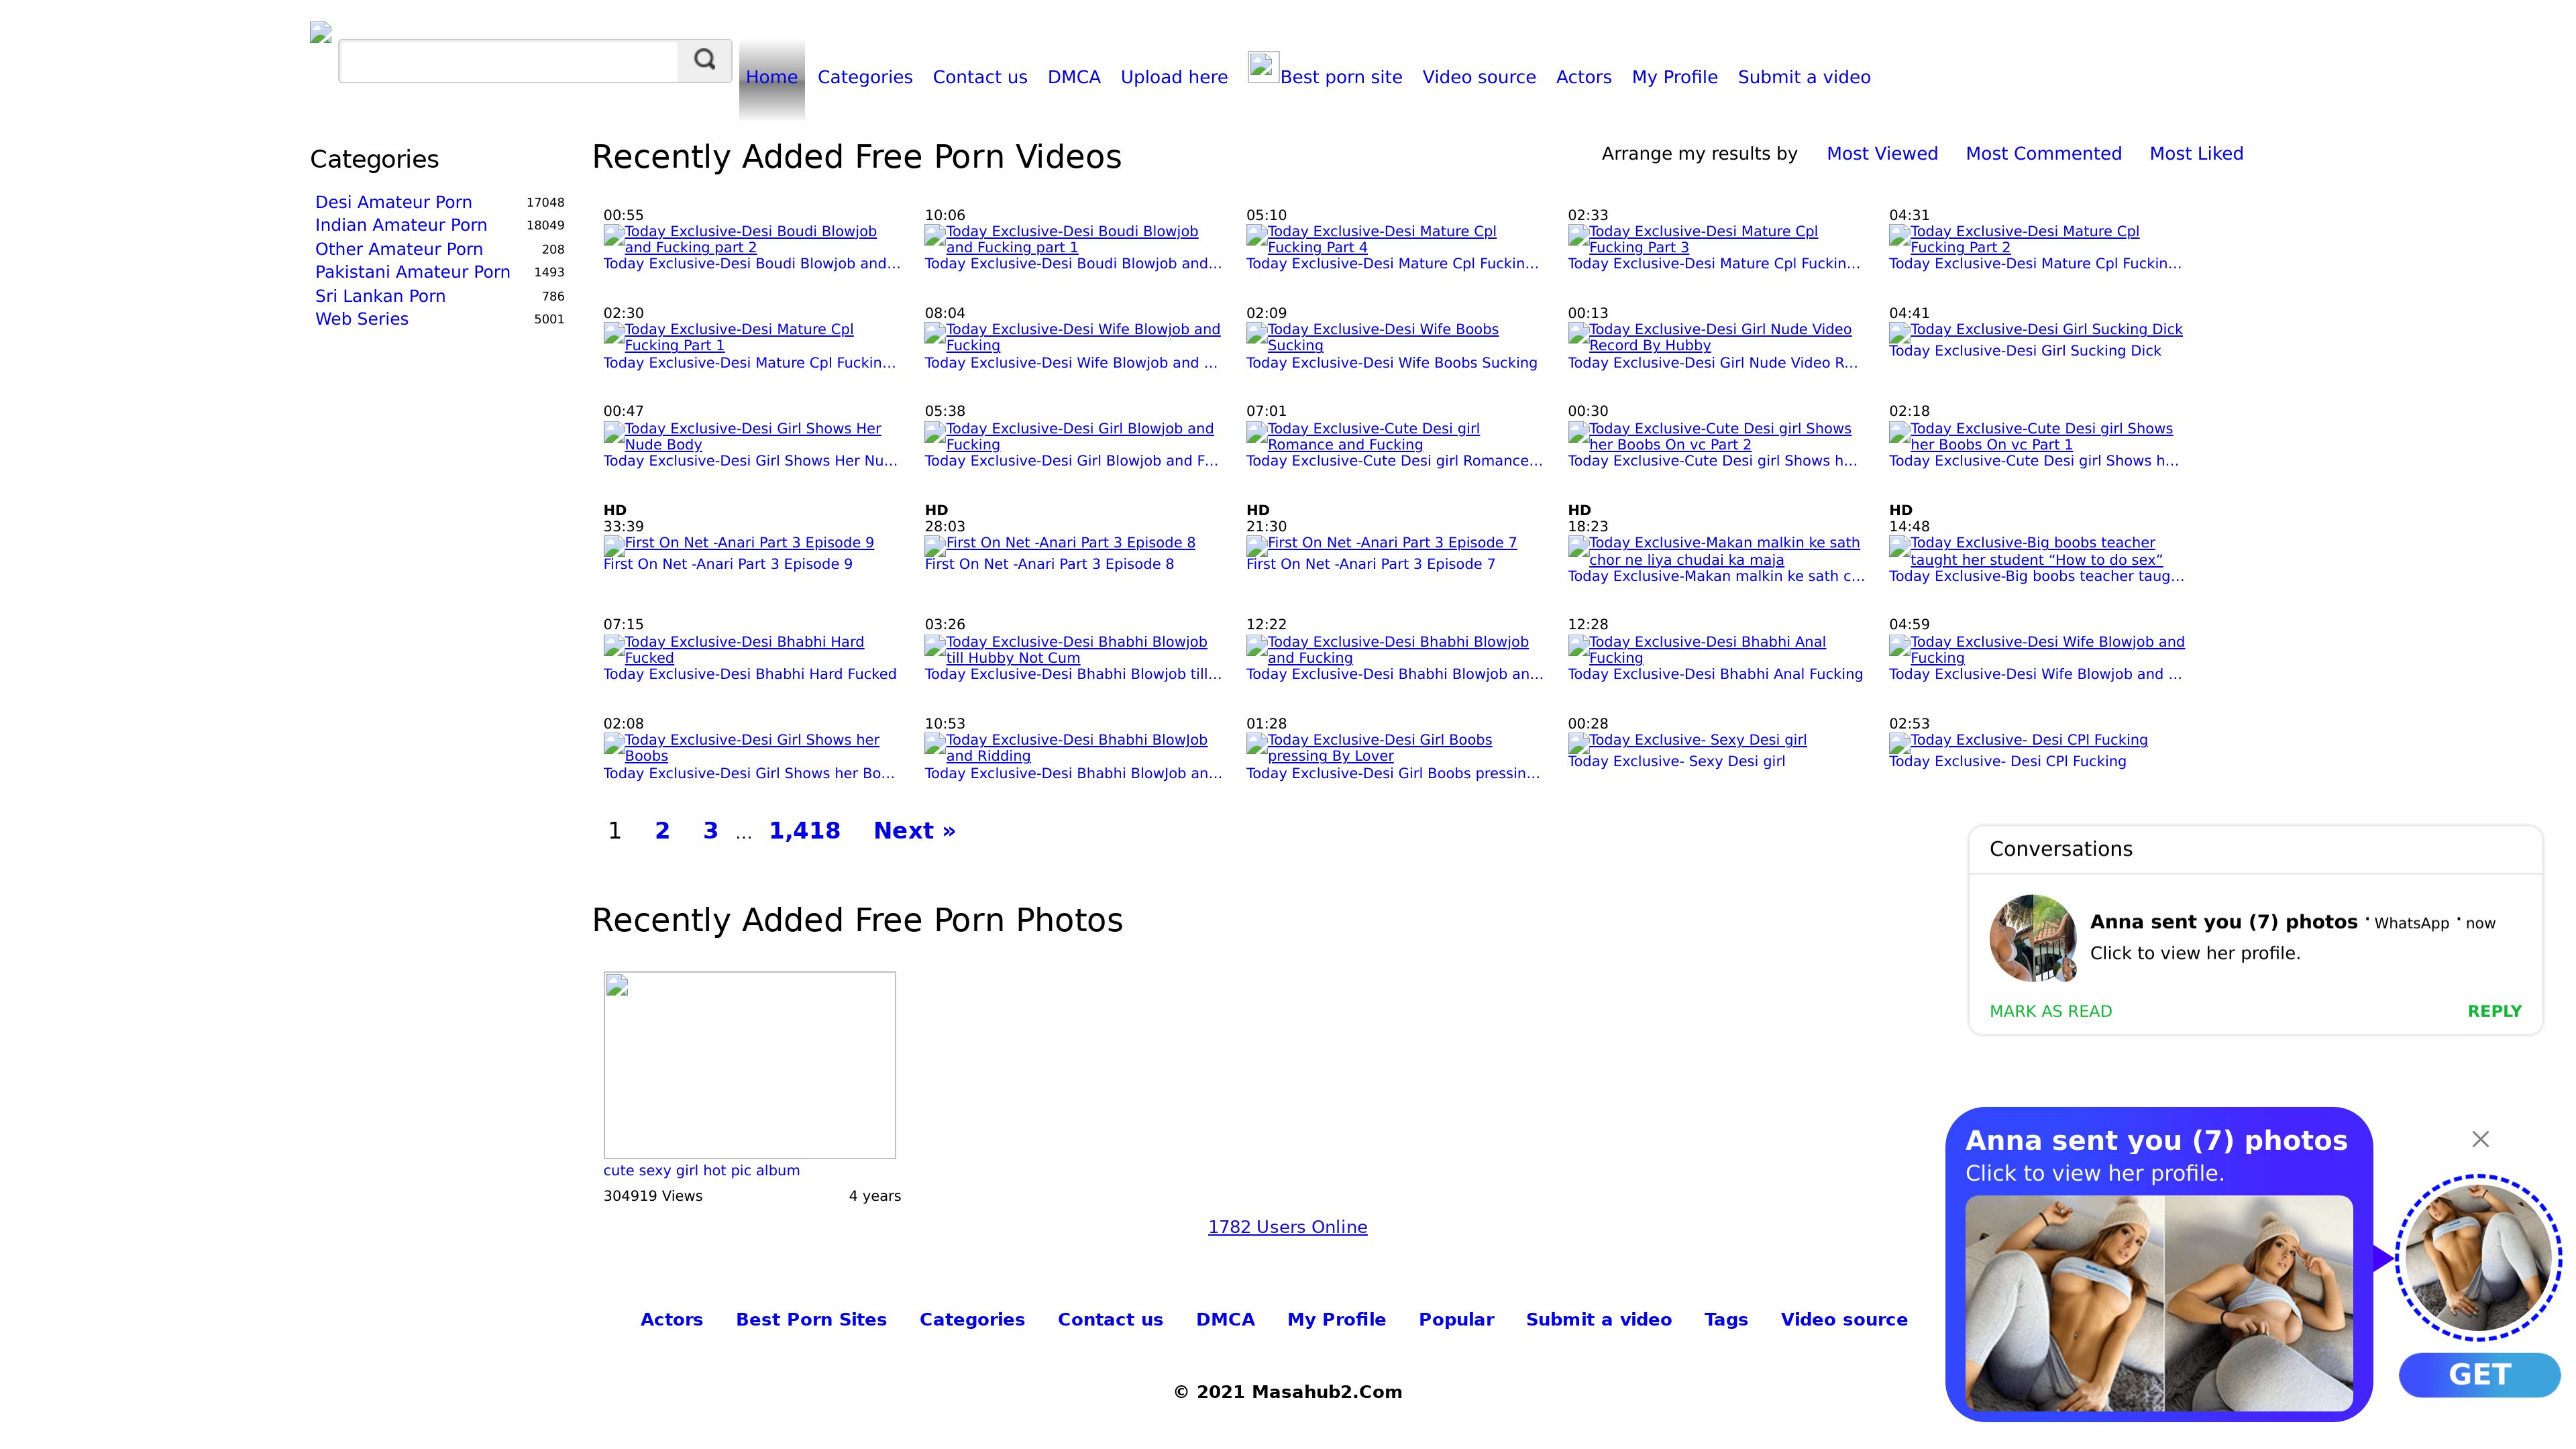 Home Categories Contact us DMCA Upload here Best porn site Video source Actors My Profile Submit a video
Categories
Desi Amateur Porn 17048
Indian Amateur Porn 18049
Other Amateur Porn 208
Pakistani Amateur Porn 1493
Sri Lankan Porn 786
Web Series 5001
Recently Added Free Porn Videos
Arrange my results by Most Viewed Most Commented Most Liked
00:55
Today Exclusive-Desi Boudi Blowjob
and Fucking part 2
Today Exclusive-Desi Boudi Blowjob and...
10:06
Today Exclusive-Desi Boudi Blowjob
and Fucking part 1
Today Exclusive-Desi Boudi Blowjob and...
05:10
Today Exclusive-Desi Mature Cpl
Fucking Part 4
Today Exclusive-Desi Mature Cpl Fuckin...
02:33
Today Exclusive-Desi Mature Cpl
Fucking Part 3
Today Exclusive-Desi Mature Cpl Fuckin...
04:31
Today Exclusive-Desi Mature Cpl
Fucking Part 2
Today Exclusive-Desi Mature Cpl Fuckin...
02:30
Today Exclusive-Desi Mature Cpl
Fucking Part 1
Today Exclusive-Desi Mature Cpl Fuckin...
08:04
Today Exclusive-Desi Wife Blowjob and
Fucking
Today Exclusive-Desi Wife Blowjob and ...
02:09
Today Exclusive-Desi Wife Boobs
Sucking
Today Exclusive-Desi Wife Boobs Sucking
00:13
Today Exclusive-Desi Girl Nude Video
Record By Hubby
Today Exclusive-Desi Girl Nude Video R...
04:41
Today Exclusive-Desi Girl Sucking Dick
Today Exclusive-Desi Girl Sucking Dick
00:47
Today Exclusive-Desi Girl Shows Her
Nude Body
Today Exclusive-Desi Girl Shows Her Nu...
05:38
Today Exclusive-Desi Girl Blowjob and
Fucking
Today Exclusive-Desi Girl Blowjob and F...
07:01
Today Exclusive-Cute Desi girl
Romance and Fucking
Today Exclusive-Cute Desi girl Romance...
00:30
Today Exclusive-Cute Desi girl Shows
her Boobs On vc Part 2
Today Exclusive-Cute Desi girl Shows h...
02:18
Today Exclusive-Cute Desi girl Shows
her Boobs On vc Part 1
Today Exclusive-Cute Desi girl Shows h...
HD
33:39
First On Net -Anari Part 3 Episode 9
First On Net -Anari Part 3 Episode 9
HD
28:03
First On Net -Anari Part 3 Episode 8
First On Net -Anari Part 3 Episode 8
HD
21:30
First On Net -Anari Part 3 Episode 7
First On Net -Anari Part 3 Episode 7
HD
18:23
Today Exclusive-Makan malkin ke sath
chor ne liya chudai ka maja
Today Exclusive-Makan malkin ke sath c...
HD
14:48
Today Exclusive-Big boobs teacher
taught her student “How to do sex”
Today Exclusive-Big boobs teacher taug...
07:15
Today Exclusive-Desi Bhabhi Hard
Fucked
Today Exclusive-Desi Bhabhi Hard Fucked
03:26
Today Exclusive-Desi Bhabhi Blowjob
till Hubby Not Cum
Today Exclusive-Desi Bhabhi Blowjob till...
12:22
Today Exclusive-Desi Bhabhi Blowjob
and Fucking
Today Exclusive-Desi Bhabhi Blowjob an...
12:28
Today Exclusive-Desi Bhabhi Anal
Fucking
Today Exclusive-Desi Bhabhi Anal Fucking
04:59
Today Exclusive-Desi Wife Blowjob and
Fucking
Today Exclusive-Desi Wife Blowjob and ...
02:08
Today Exclusive-Desi Girl Shows her
Boobs
Today Exclusive-Desi Girl Shows her Bo...
10:53
Today Exclusive-Desi Bhabhi BlowJob
and Ridding
Today Exclusive-Desi Bhabhi BlowJob an...
01:28
Today Exclusive-Desi Girl Boobs
pressing By Lover
Today Exclusive-Desi Girl Boobs pressin...
00:28
Today Exclusive- Sexy Desi girl
Today Exclusive- Sexy Desi girl
02:53
Today Exclusive- Desi CPl Fucking
Today Exclusive- Desi CPl Fucking
1 2 3 ... 1,418 Next »
Recently Added Free Porn Photos
cute sexy girl hot pic album
304919 Views 4 years
1782 Users Online
Actors Best Porn Sites Categories Contact us DMCA My Profile Popular Submit a video Tags Video source
© 2021 Masahub2.Com
Conversations
Anna sent you (7) photos · WhatsApp · now
Click to view her profile.
MARK AS READ REPLY
Anna sent you (7) photos
Click to view her profile.
GET